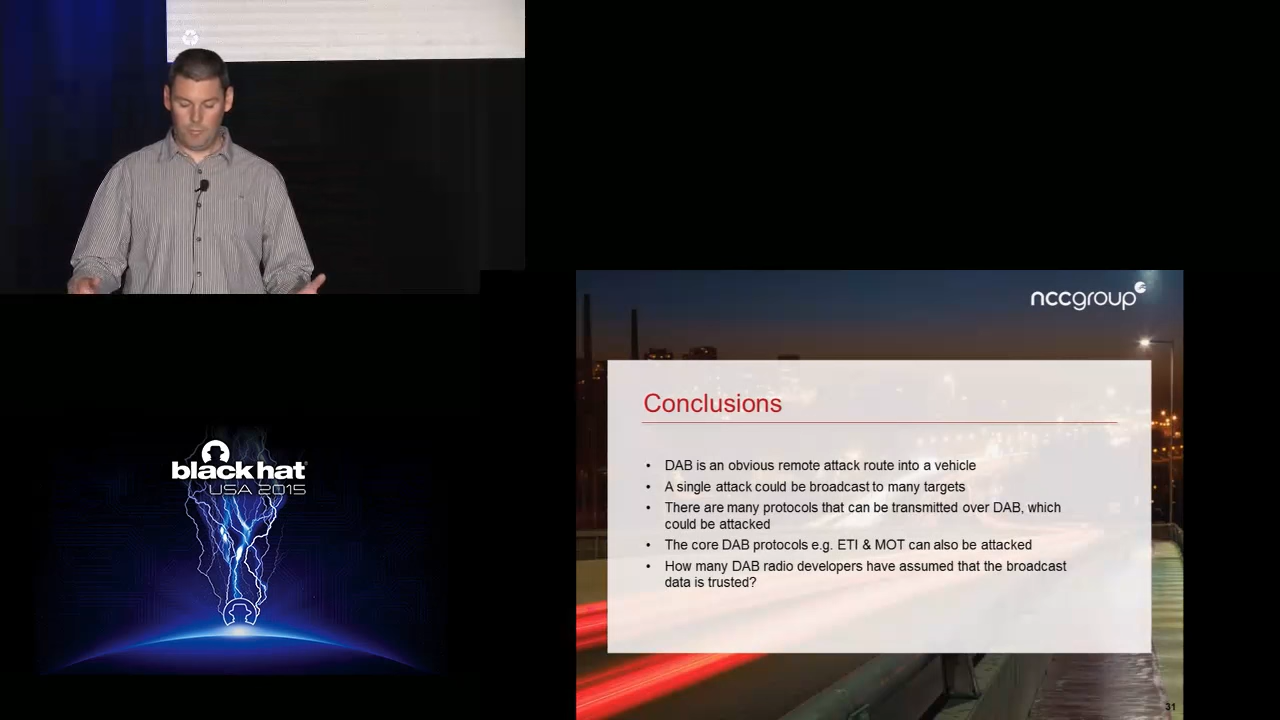 black hat
USA 2015
nccgroup
Conclusions
• DAB is an obvious remote attack route into a vehicle
• A single attack could be broadcast to many targets
• There are many protocols that can be transmitted over DAB, which
could be attacked
• The core DAB protocols e.g. ETI & MOT can also be attacked
• How many DAB radio developers have assumed that the broadcast
data is trusted?
31